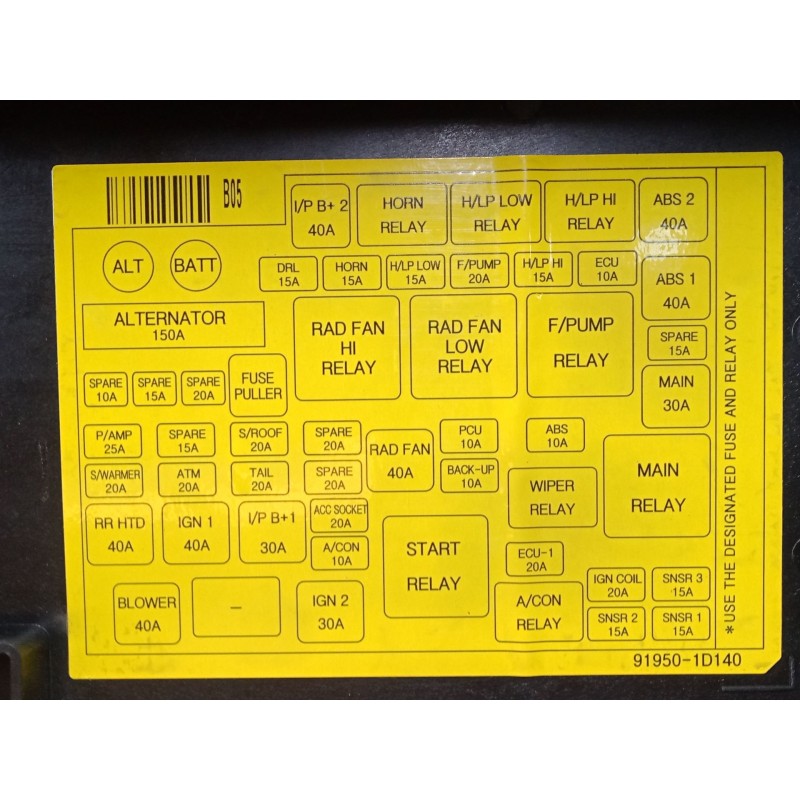 B05
I/P B+ 2
40A
HORN
RELAY
H/LP LOW
RELAY
H/LP HI
RELAY
ABS 2
40A
ALT
BATT
DRL
15A
HORN
15A
H/LP LOW
15A
F/PUMP
20A
H/LP HI
15A
ECU
10A
ABS 1
40A
ALTERNATOR
150A
RAD FAN
HI
RELAY
RAD FAN
LOW
RELAY
F/PUMP
RELAY
SPARE
15A
SPARE
10A
SPARE
15A
SPARE
20A
FUSE
PULLER
MAIN
30A
P/AMP
25A
SPARE
15A
S/ROOF
20A
SPARE
20A
RAD FAN
40A
PCU
10A
ABS
10A
MAIN
RELAY
S/WARMER
20A
ATM
20A
TAIL
20A
SPARE
20A
BACK-UP
10A
WIPER
RELAY
RR HTD
40A
IGN 1
40A
I/P B+1
30A
ACC SOCKET
20A
A/CON
10A
START
RELAY
ECU-1
20A
IGN COIL
20A
SNSR 3
15A
BLOWER
40A
-
IGN 2
30A
A/CON
RELAY
SNSR 2
15A
SNSR 1
15A
*USE THE DESIGNATED FUSE AND RELAY ONLY
91950-1D140